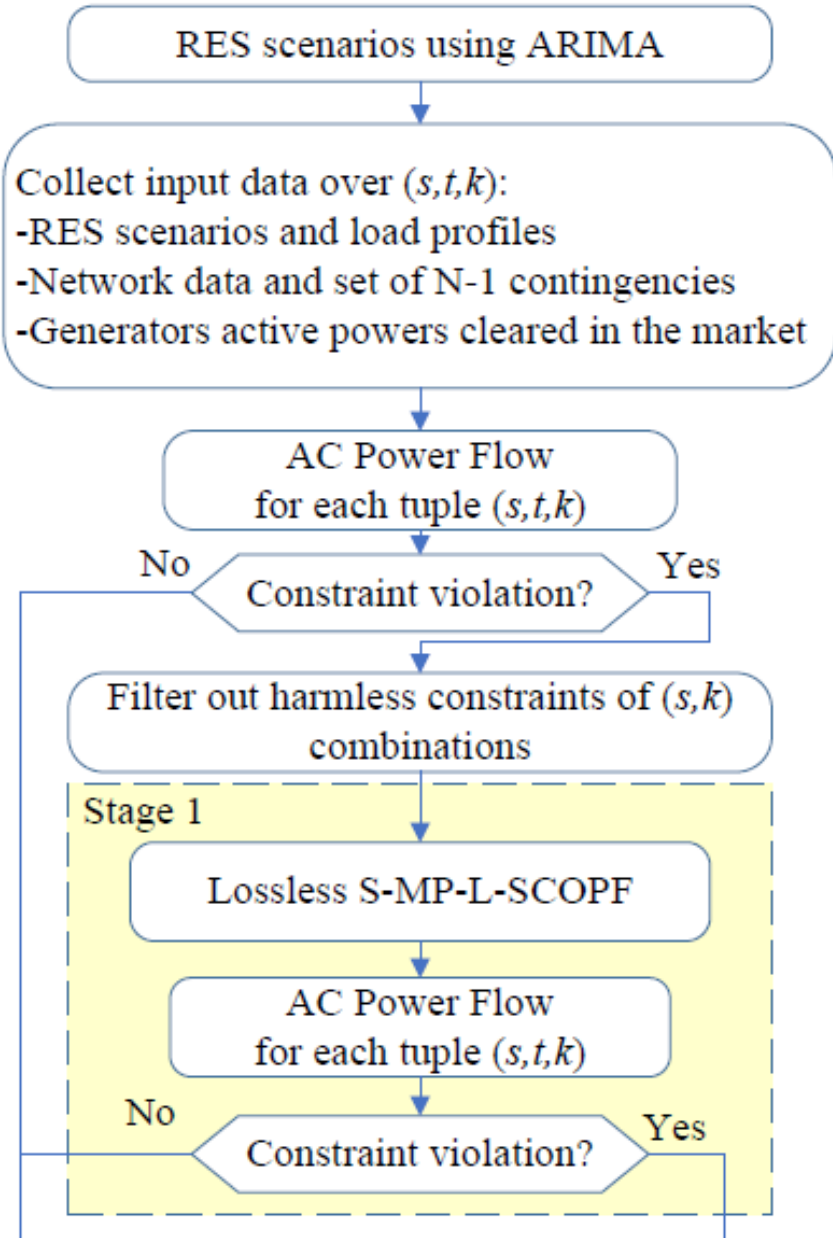 RES scenarios using ARIMA
Collect input data over (s,t,k):
-RES scenarios and load profiles
-Network data and set of N-1 contingencies
-Generators active powers cleared in the market
AC Power Flow
for each tuple (s,t,k)
No
Yes
Constraint violation?
Filter out harmless constraints of (s,k)
combinations
Stage 1
Lossless S-MP-L-SCOPF
AC Power Flow
for each tuple (s,t,k)
No
Yes
Constraint violation?